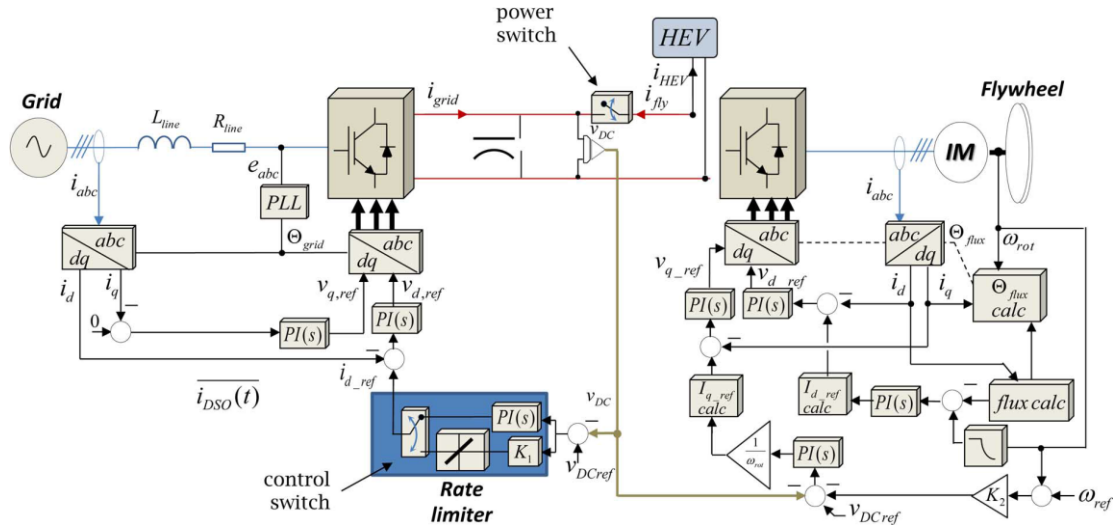 power
switch
HEV
i_HEV
Grid
L_line
R_line
i_grid
i_fly
Flywheel
v_DC
IM
e_abc
i_abc
PLL
i_abc
Θ_grid
abc
dq
abc
dq
abc
dq
abc
dq
Θ_flux
ω_rot
i_d
i_q
−
v_q,ref
v_d,ref
v_q_ref
v_d_ref
i_d
i_q
Θ_flux
calc
0
PI(s)
PI(s)
PI(s)
PI(s)
−
−
−
i_d_ref
i_DSO(t)
I_q_ref
calc
I_d_ref
calc
PI(s)
−
flux calc
v_DC
−
PI(s)
K_1
v_DCref
1
ω_rot
PI(s)
control
switch
Rate
limiter
−
−
v_DCref
K_2
ω_ref